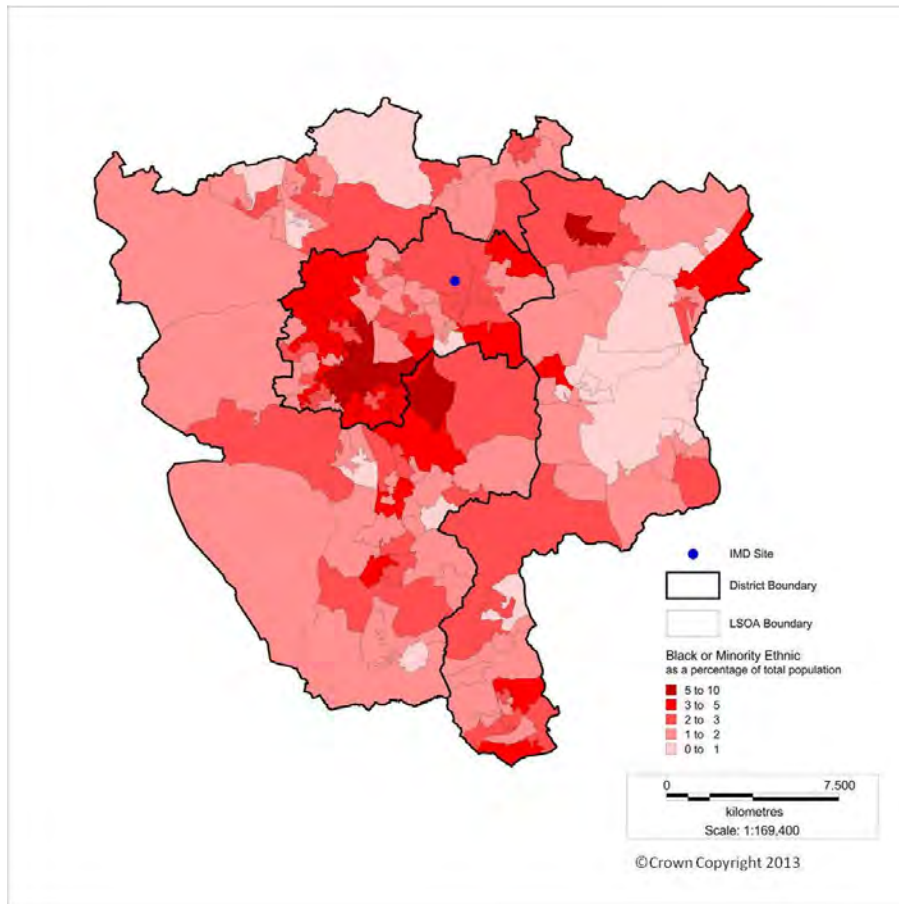 IMD Site
District Boundary
LSOA Boundary
Black or Minority Ethnic
as a percentage of total population
5 to 10
3 to 5
2 to 3
1 to 2
0 to 1
0 7.500
kilometres
Scale: 1:169,400
©Crown Copyright 2013